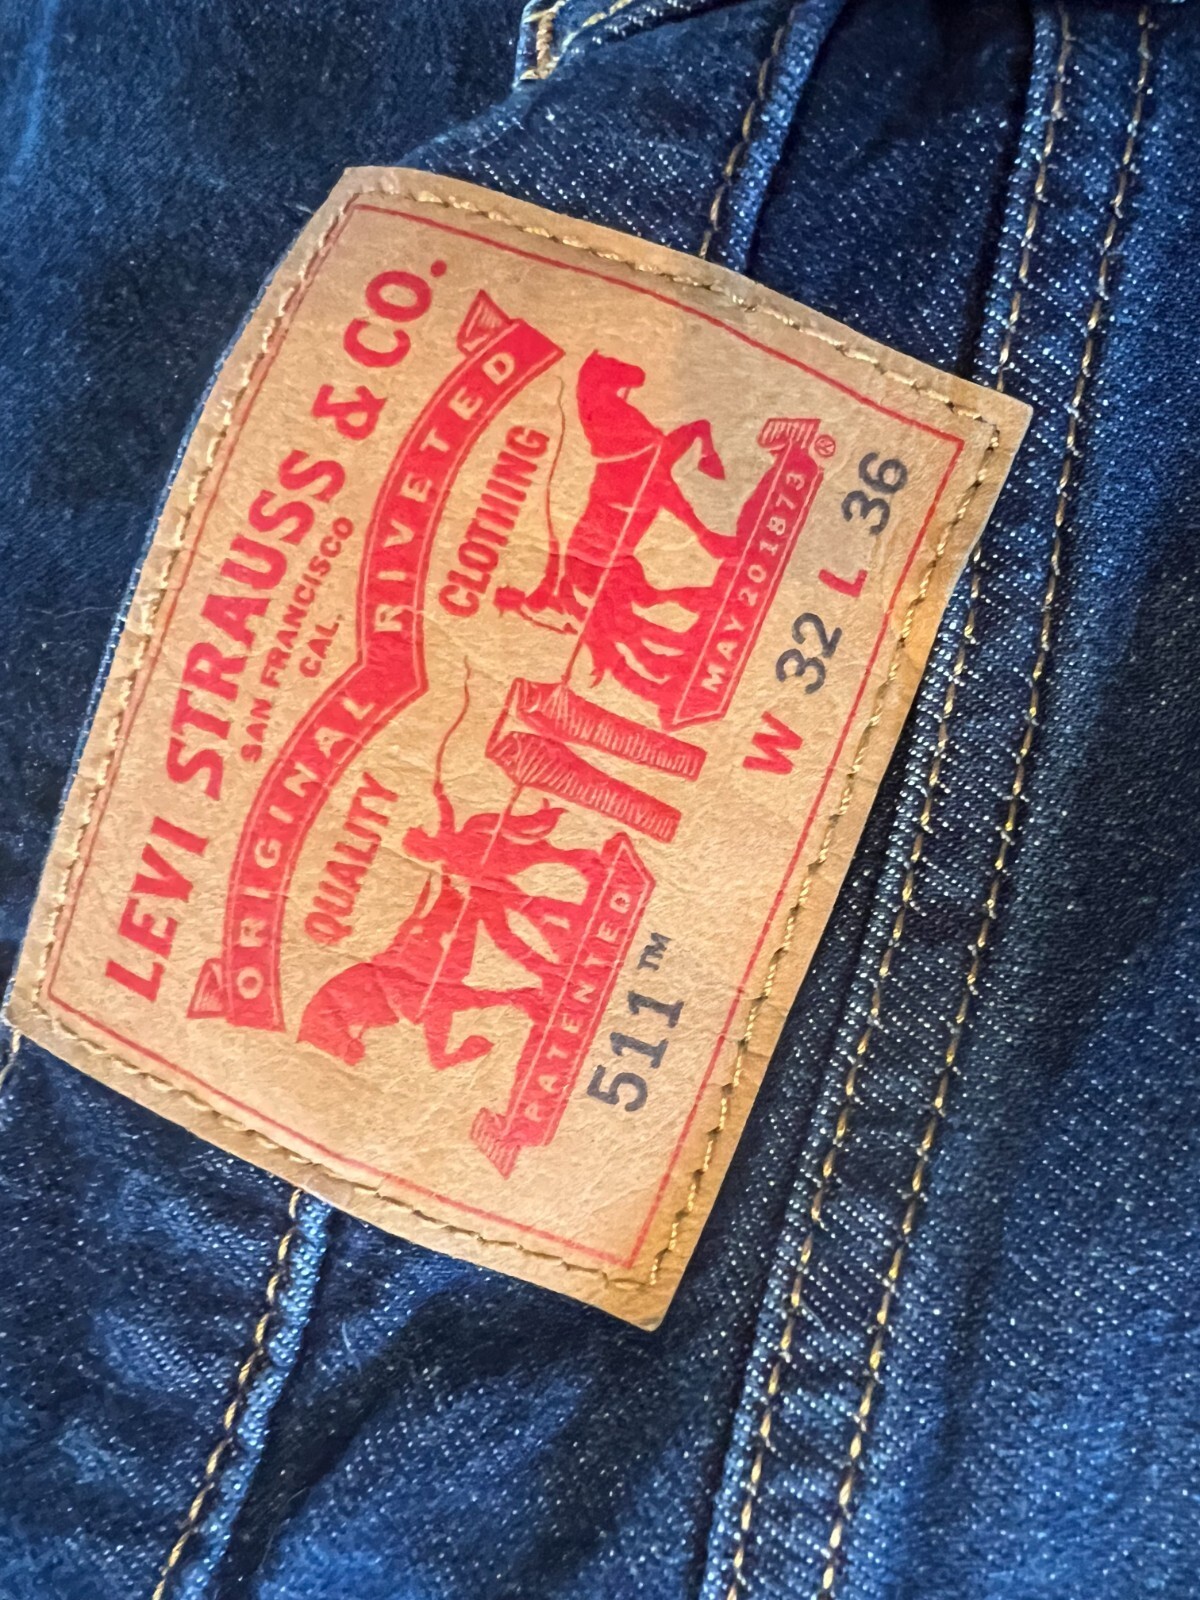 LEVI STRAUSS & CO.
SAN FRANCISCO
CAL.
ORIGINAL RIVETED
QUALITY CLOTHING
PATENTED MAY 20 1873 ®
511™ W 32 L 36